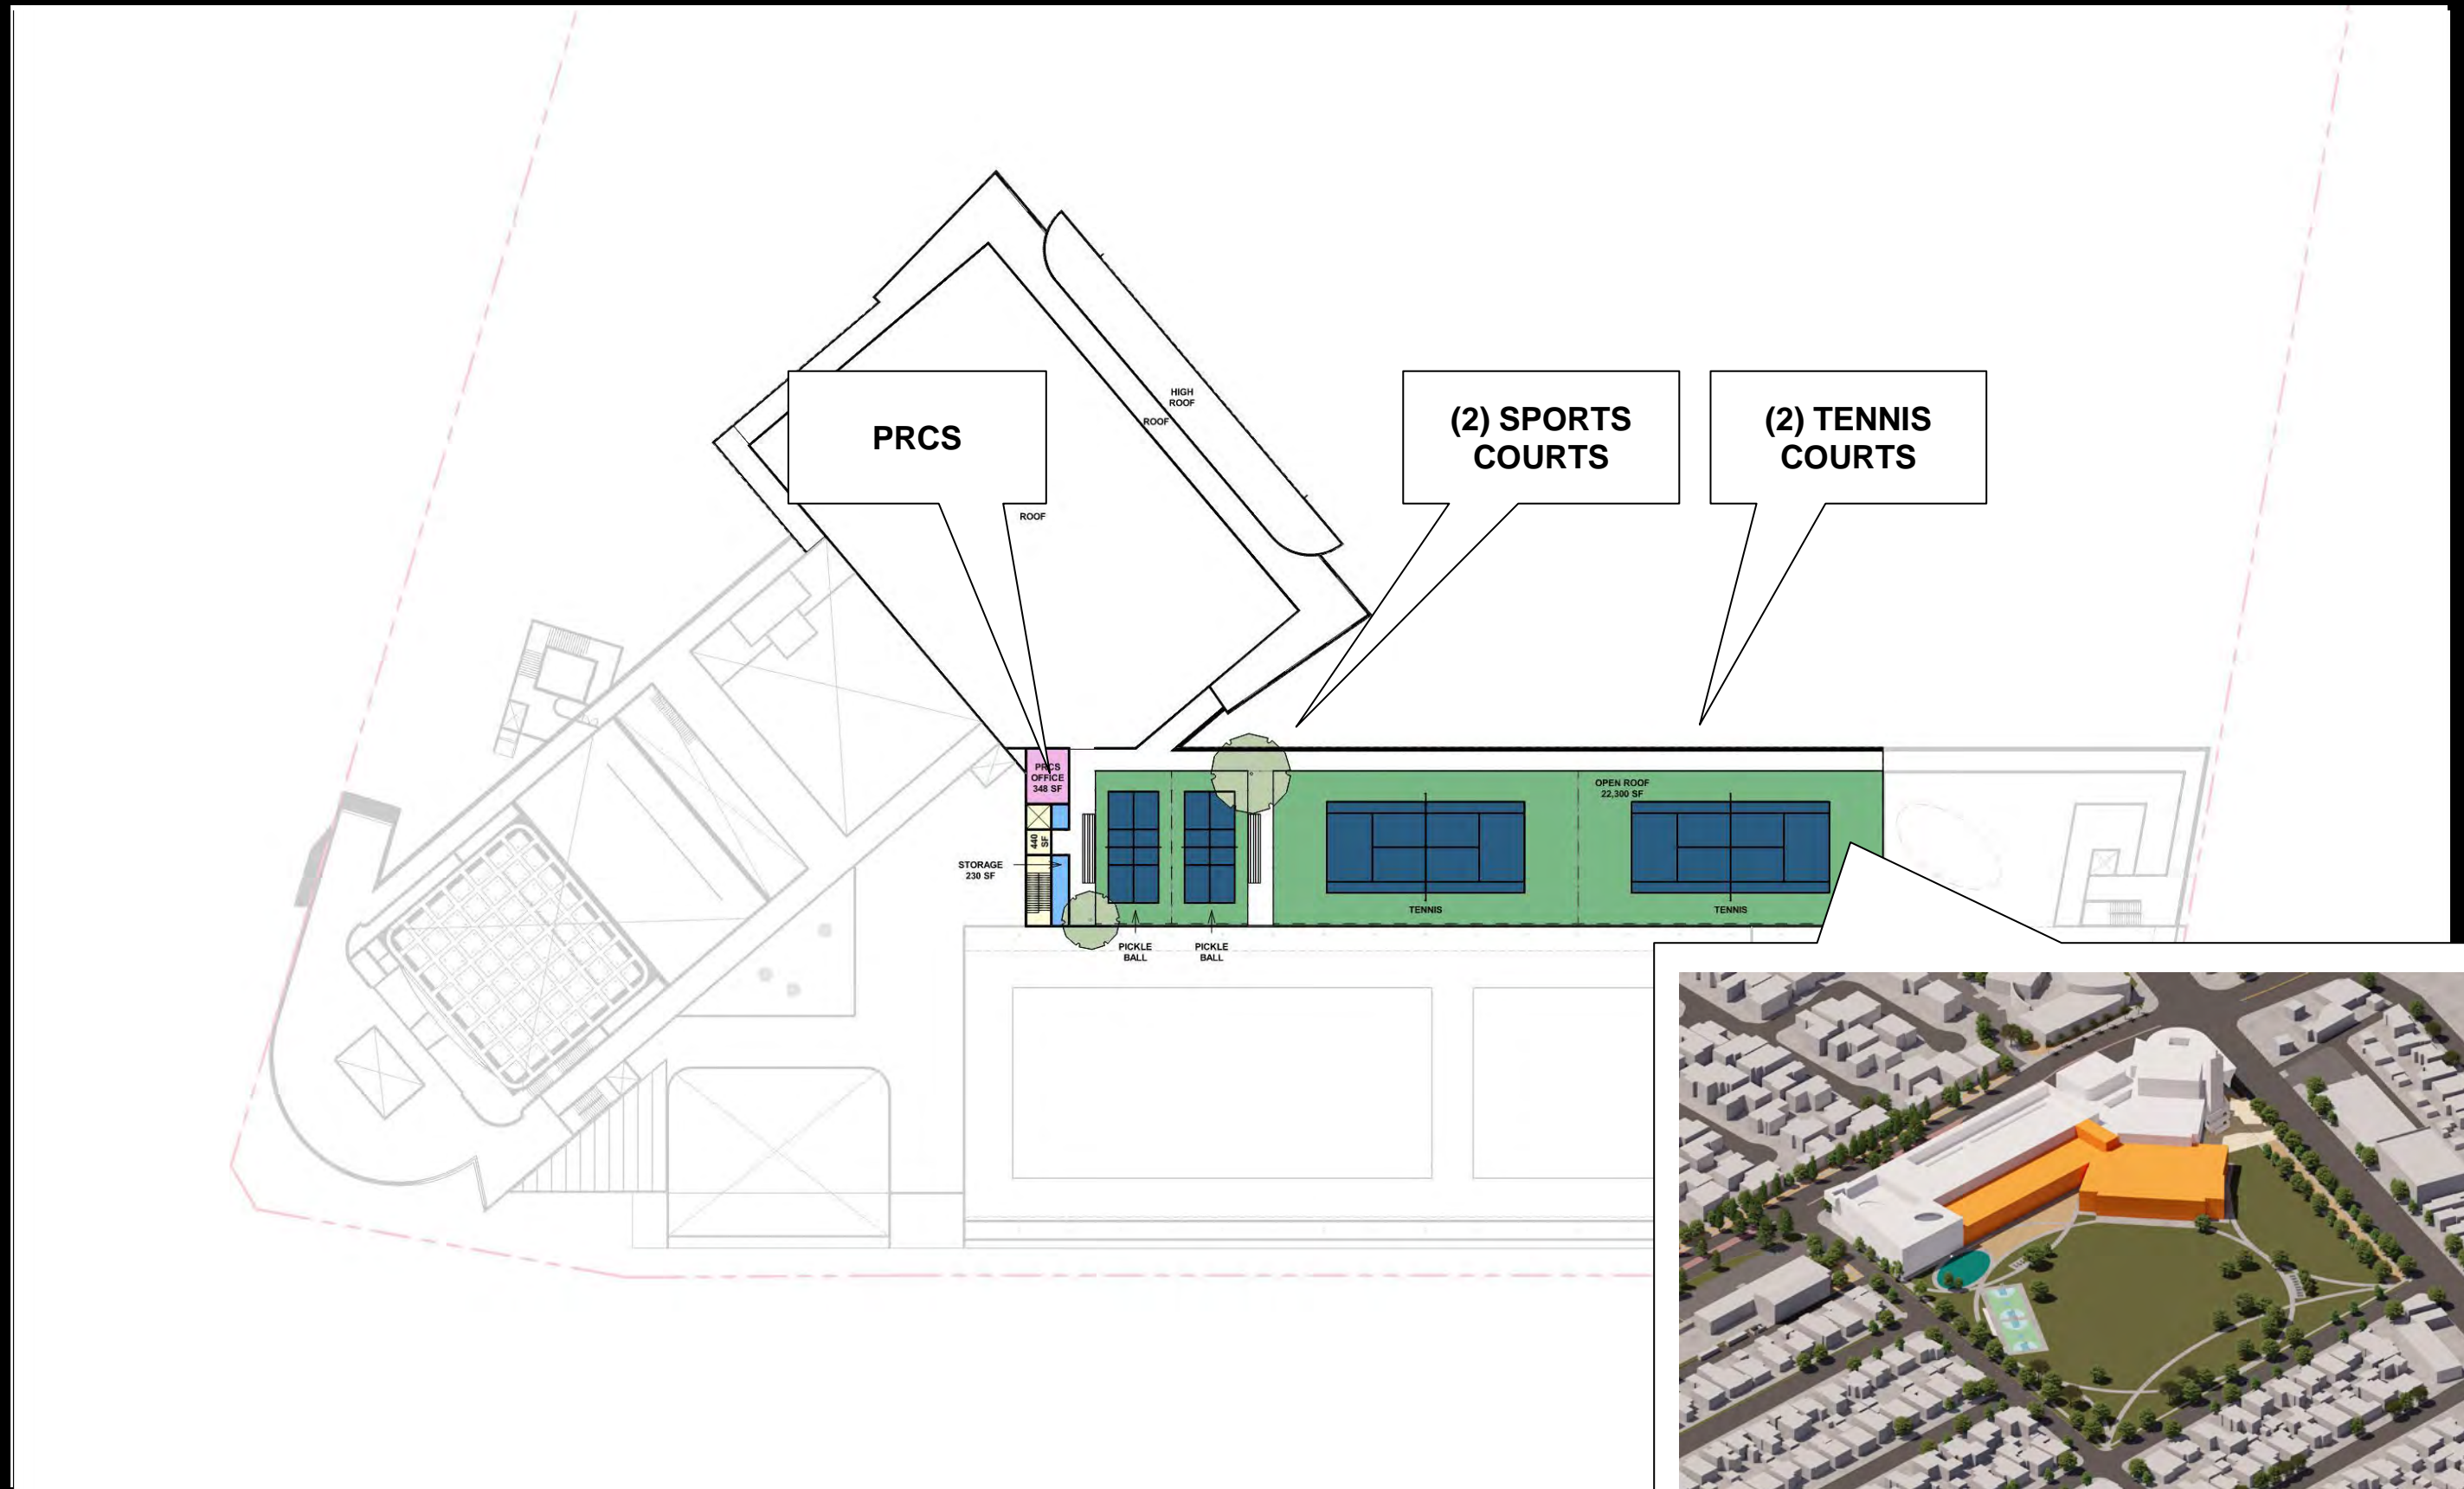 PRCS
(2) SPORTS
COURTS
(2) TENNIS
COURTS
HIGH
ROOF
ROOF
ROOF
PRCS
OFFICE
348 SF
440
SF
STORAGE
230 SF
OPEN ROOF
22,300 SF
TENNIS
TENNIS
PICKLE
BALL
PICKLE
BALL